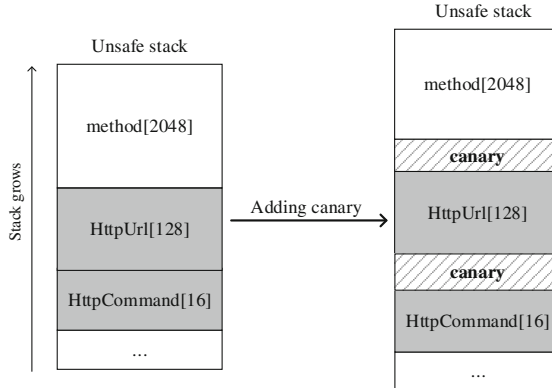 Unsafe stack
Stack grows
method[2048]
HttpUrl[128]
HttpCommand[16]
...
Adding canary
Unsafe stack
method[2048]
canary
HttpUrl[128]
canary
HttpCommand[16]
...